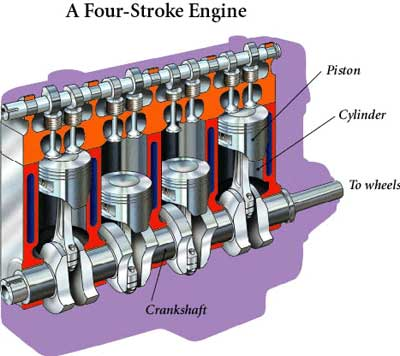 A Four-Stroke Engine
Piston
Cylinder
To wheels
Crankshaft